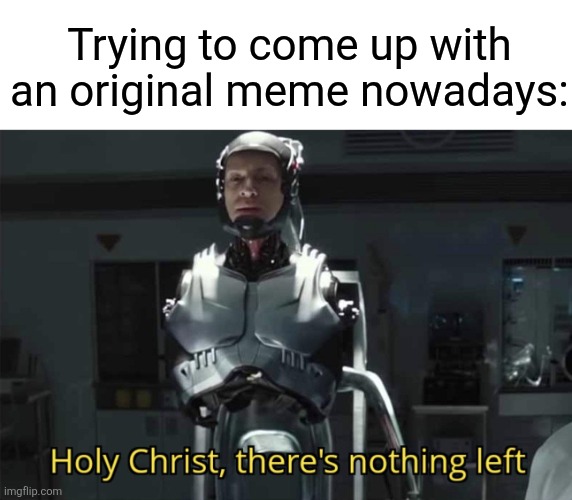 Trying to come up with
an original meme nowadays:
Holy Christ, there's nothing left
imgflip.com